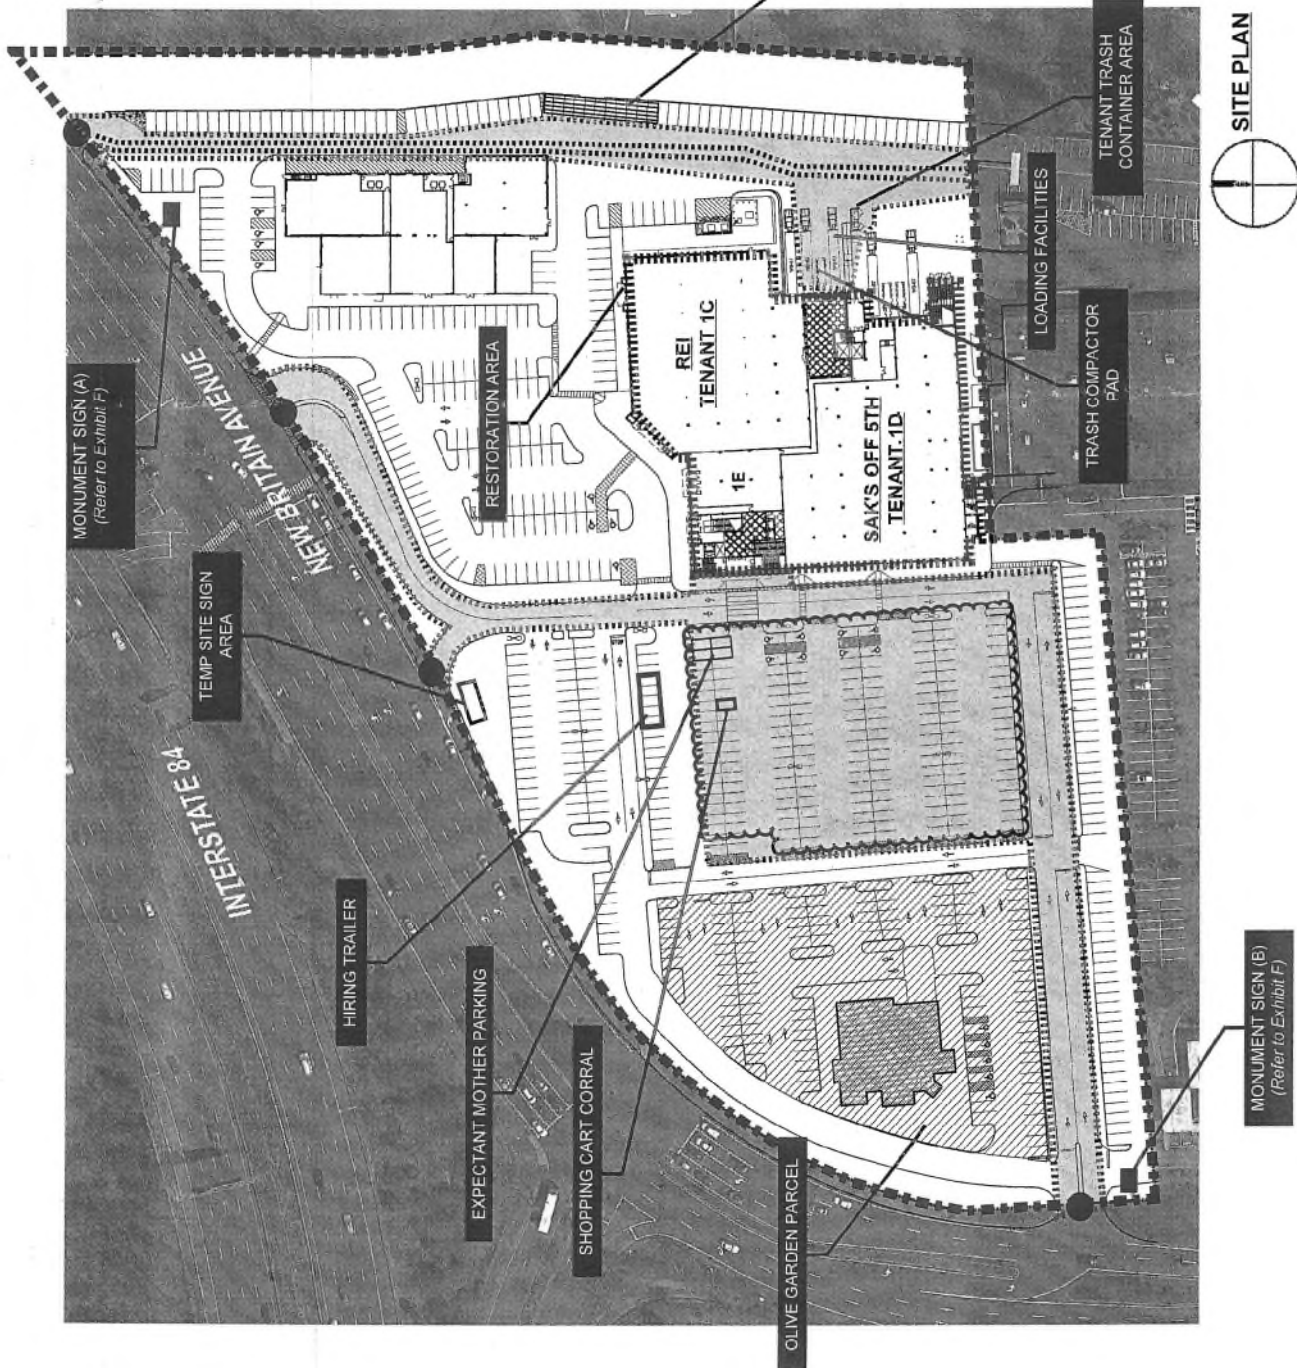 MONUMENT SIGN (A)
(Refer to Exhibit F)
NEW BRITAIN AVENUE
TEMP SITE SIGN
AREA
INTERSTATE 84
HIRING TRAILER
EXPECTANT MOTHER PARKING
SHOPPING CART CORRAL
OLIVE GARDEN PARCEL
RESTORATION AREA
REI
TENANT 1C
1E
SAK'S OFF 5TH
TENANT 1D
TRASH COMPACTOR
PAD
LOADING FACILITIES
TENANT TRASH
CONTAINER AREA
MONUMENT SIGN (B)
(Refer to Exhibit F)
SITE PLAN